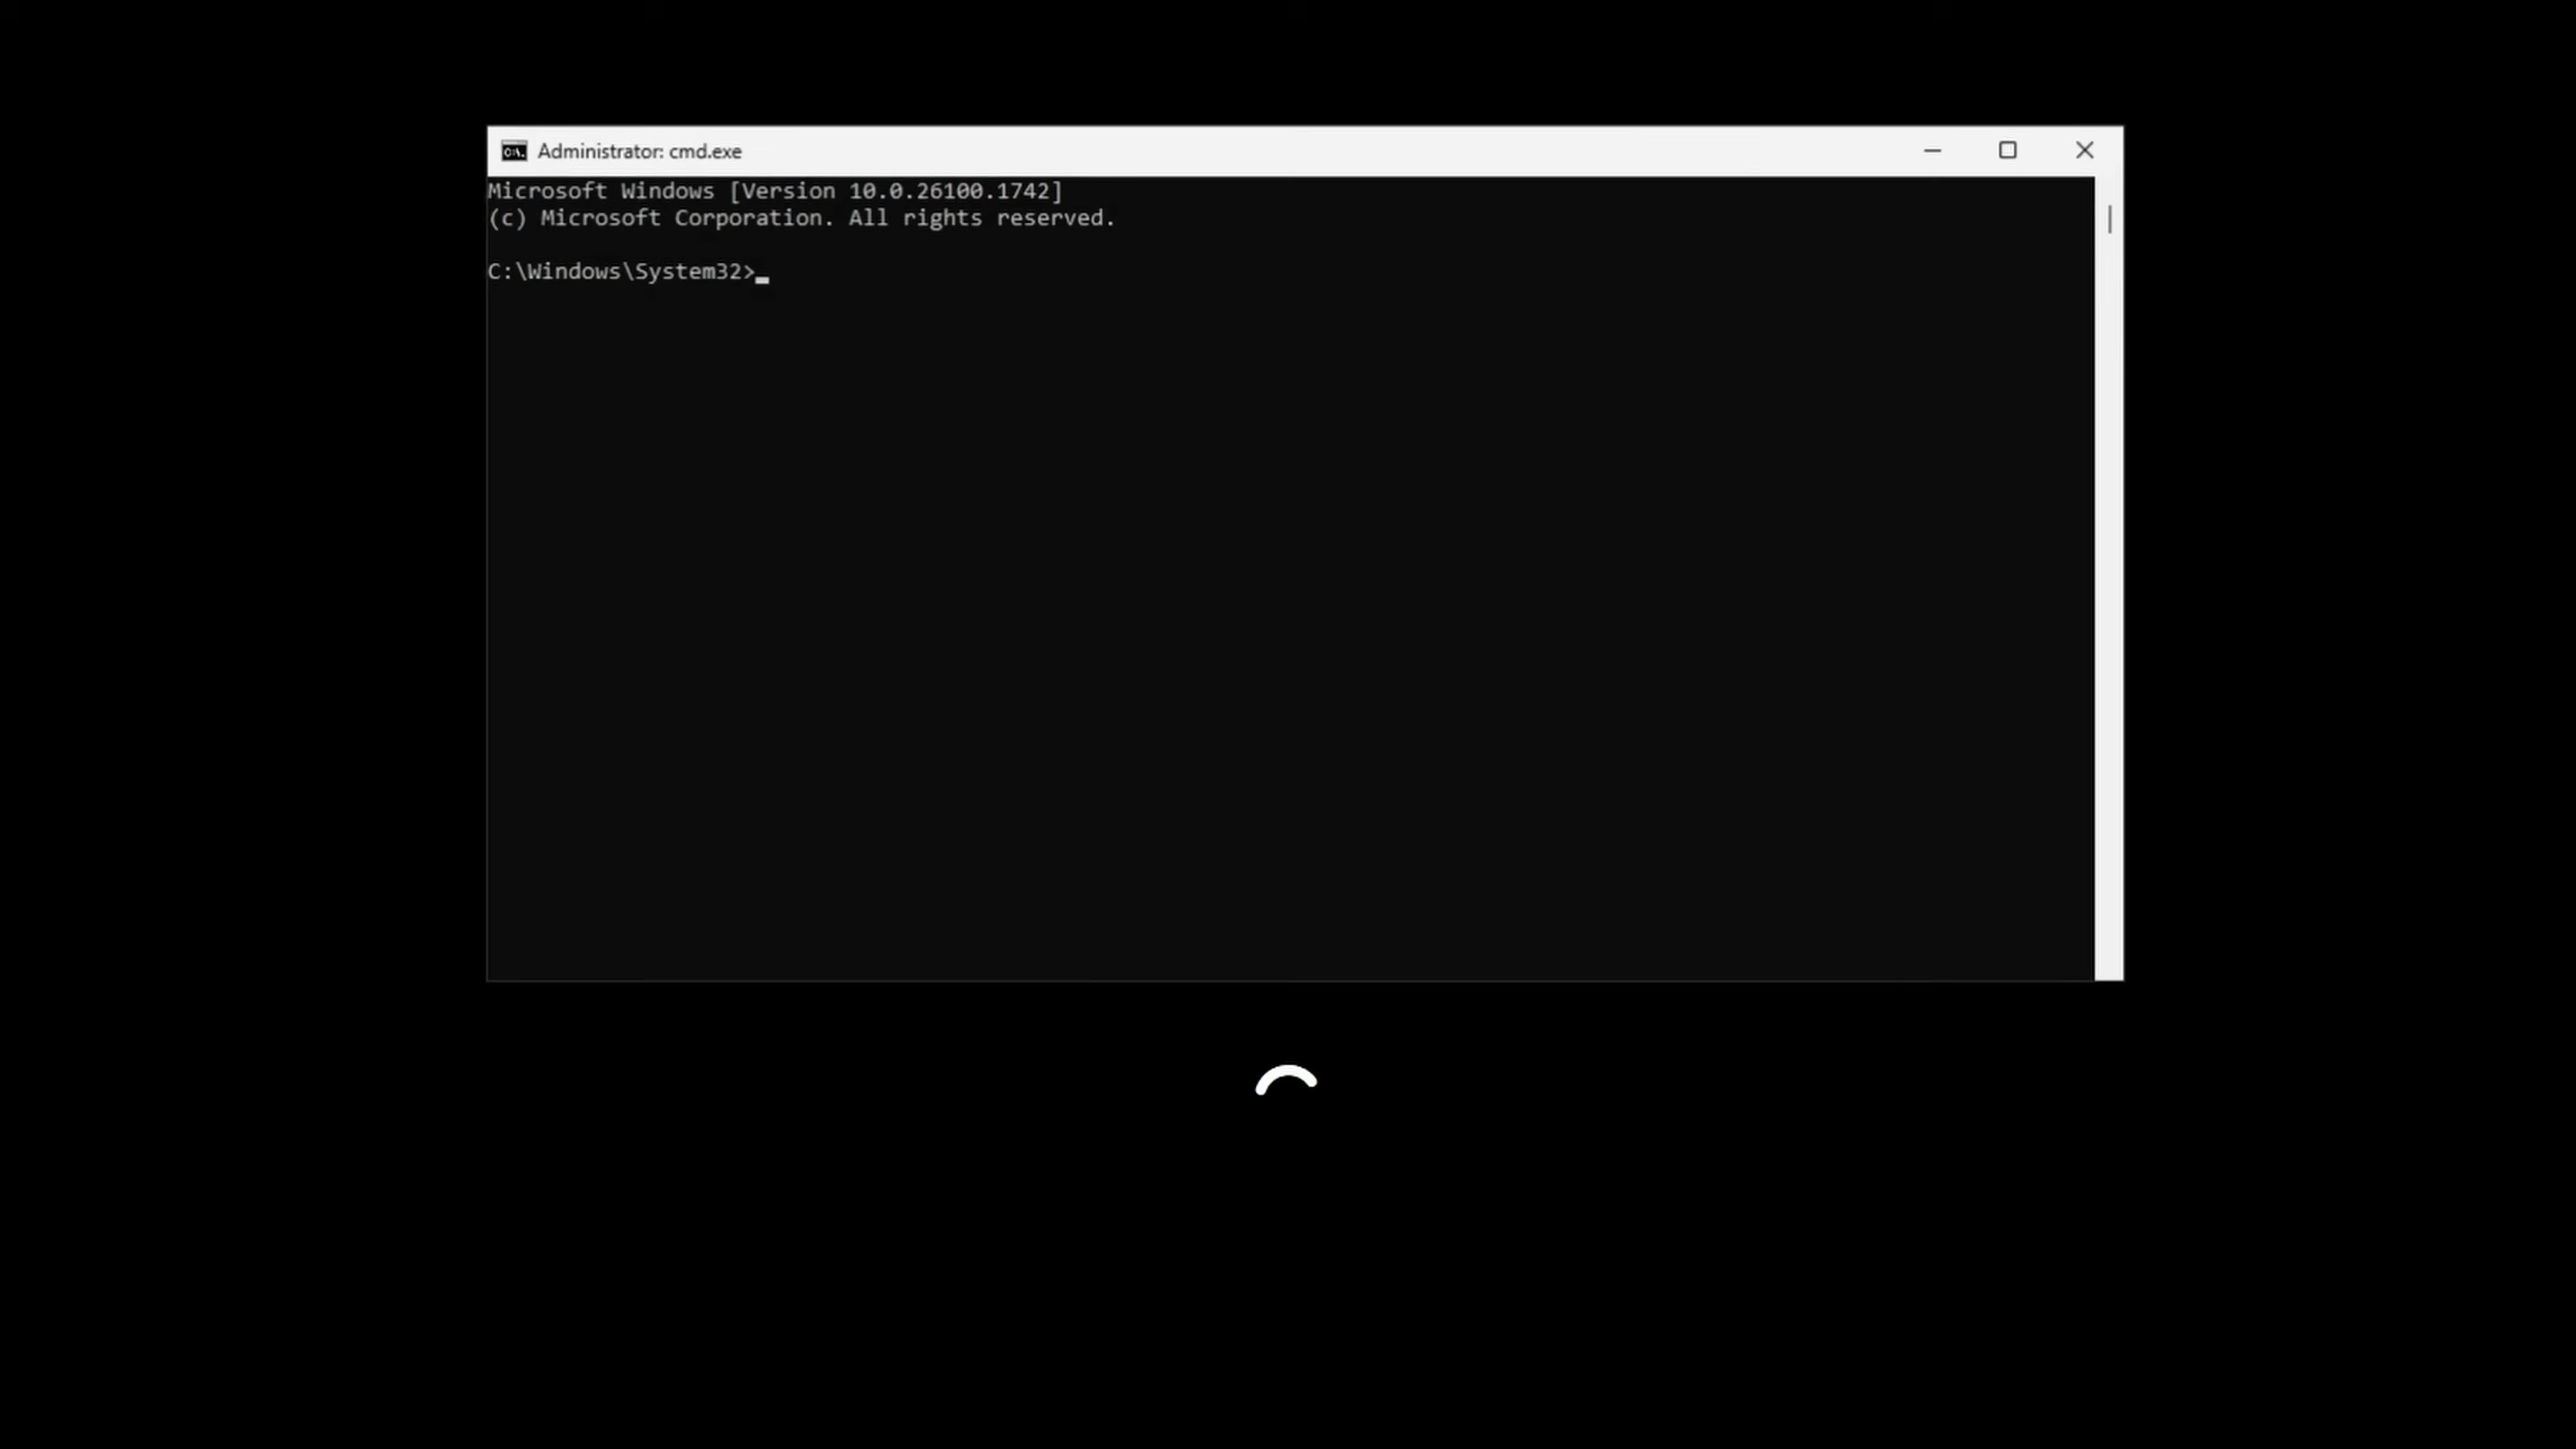 Administrator: cmd.exe
Microsoft Windows [Version 10.0.26100.1742]
(c) Microsoft Corporation. All rights reserved.
C:\Windows\System32>